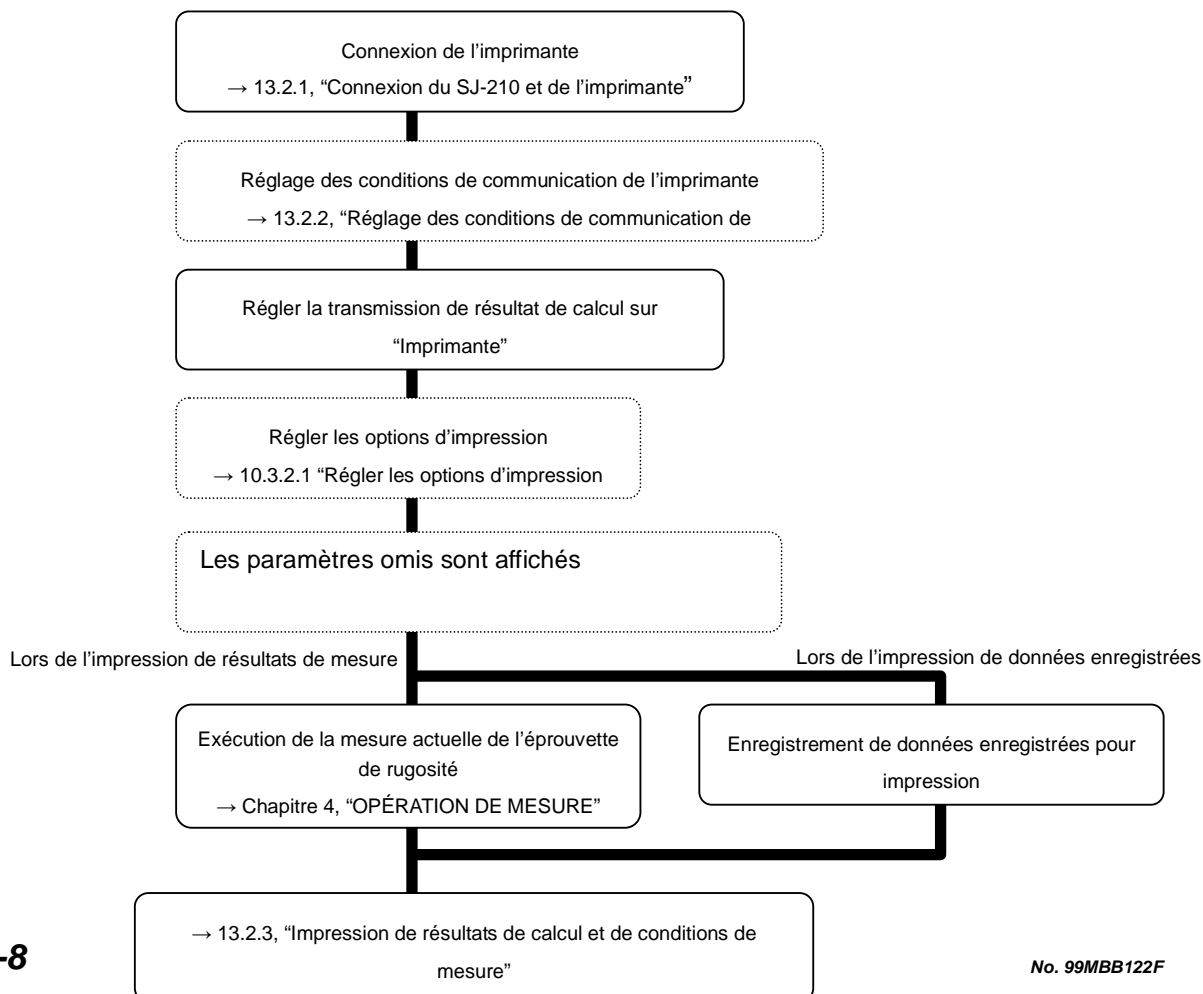 Connexion de l’imprimante
→ 13.2.1, “Connexion du SJ-210 et de l’imprimante”
Réglage des conditions de communication de l’imprimante
→ 13.2.2, “Réglage des conditions de communication de
Régler la transmission de résultat de calcul sur
“Imprimante”
Régler les options d’impression
→ 10.3.2.1 “Régler les options d’impression
Les paramètres omis sont affichés
Lors de l’impression de résultats de mesure
Lors de l’impression de données enregistrées
Exécution de la mesure actuelle de l’éprouvette
de rugosité
→ Chapitre 4, “OPÉRATION DE MESURE”
Enregistrement de données enregistrées pour
impression
→ 13.2.3, “Impression de résultats de calcul et de conditions de
mesure”
-8
No. 99MBB122F